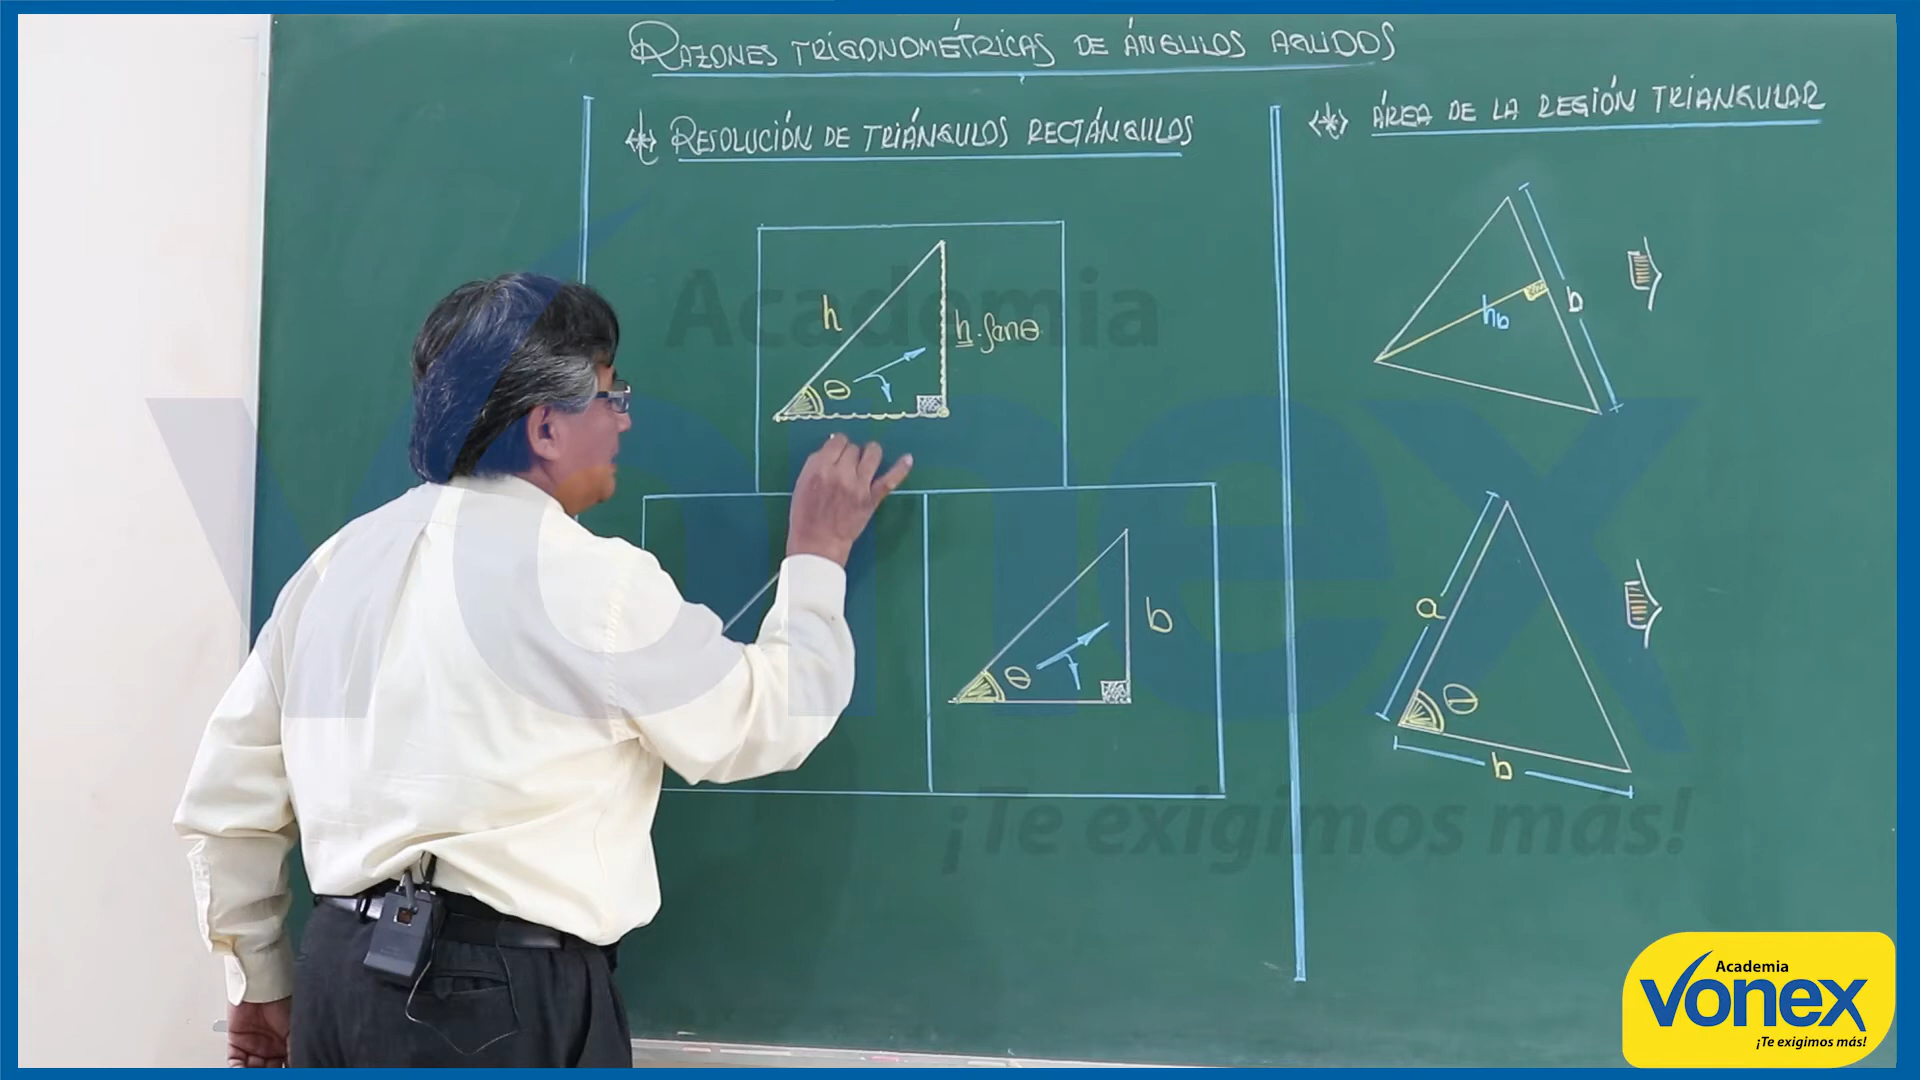 RAZONES TRIGONOMÉTRICAS DE ÁNGULOS AGUDOS
<*> RESOLUCIÓN DE TRIÁNGULOS RECTÁNGULOS
h
h·Senθ
θ
b
θ
<*> ÁREA DE LA REGIÓN TRIANGULAR
b
hb
a
θ
b
Academia
Vonex
¡Te exigimos más!
Academia
Vonex
¡Te exigimos más!